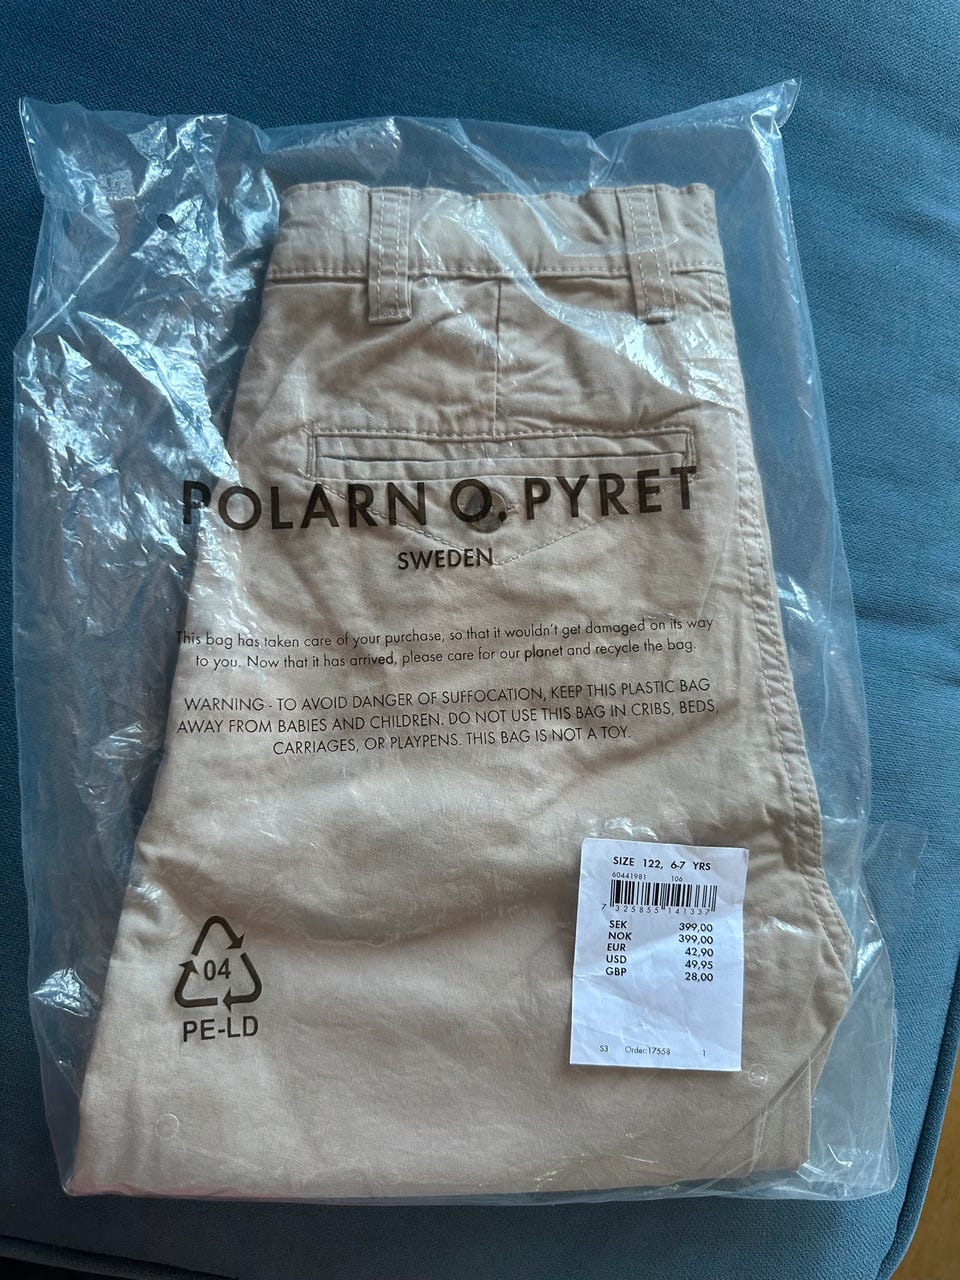 POLARN O. PYRET
SWEDEN
This bag has taken care of your purchase, so that it wouldn't get damaged on its way
to you. Now that it has arrived, please care for our planet and recycle the bag.
WARNING - TO AVOID DANGER OF SUFFOCATION, KEEP THIS PLASTIC BAG
AWAY FROM BABIES AND CHILDREN. DO NOT USE THIS BAG IN CRIBS, BEDS,
CARRIAGES, OR PLAYPENS. THIS BAG IS NOT A TOY.
SIZE 122, 6-7 YRS
60441981 106
7 325855 141337
SEK 399,00
NOK 399,00
EUR 42,90
USD 49,95
GBP 28,00
S3 Order:17558 1
04
PE-LD